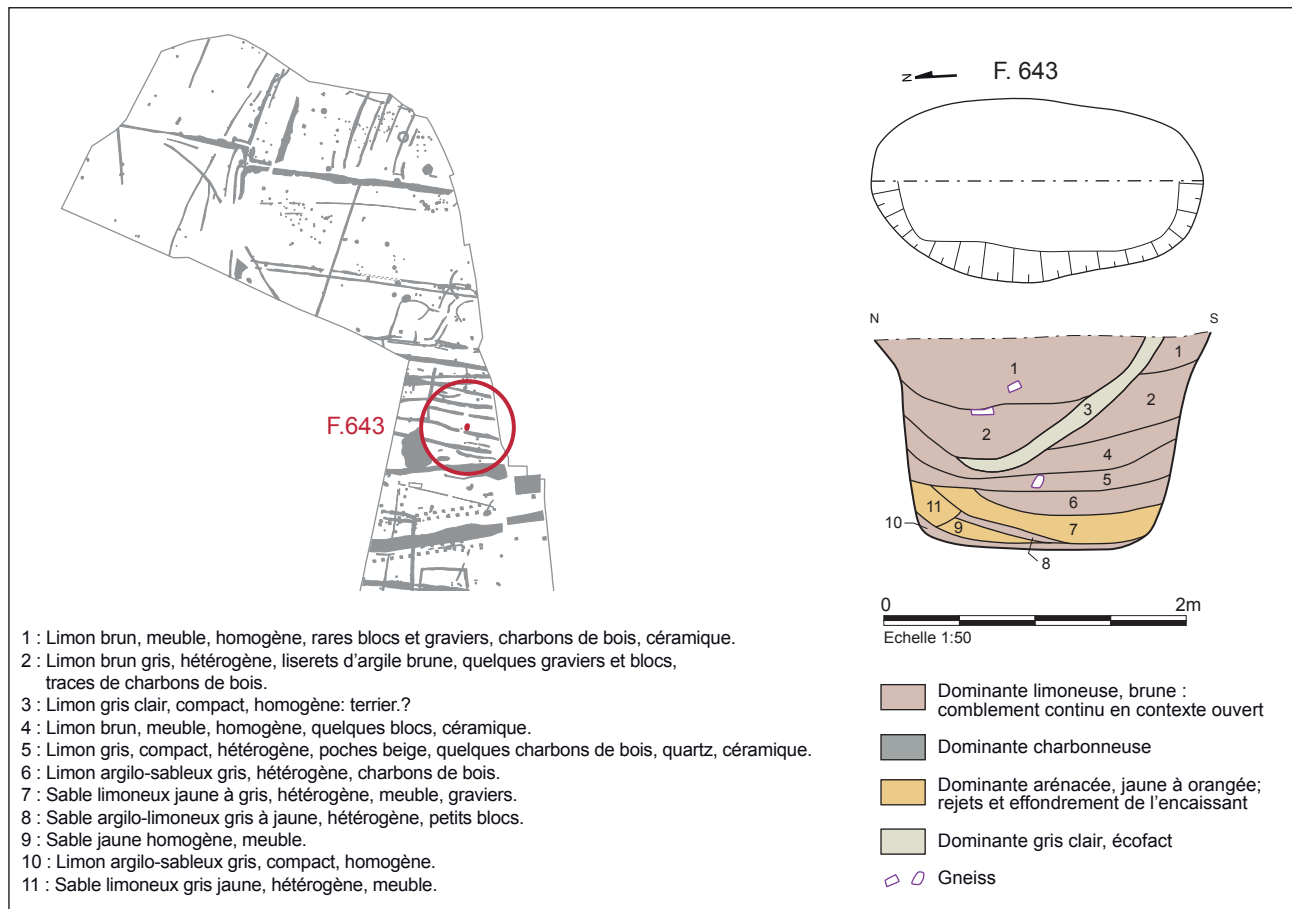 F. 643
N
N
S
1
1
2
3
2
4
5
6
11
7
10
9
8
F.643
0
2m
Echelle 1:50
1 : Limon brun, meuble, homogène, rares blocs et graviers, charbons de bois, céramique.
2 : Limon brun gris, hétérogène, liserets d'argile brune, quelques graviers et blocs,
traces de charbons de bois.
3 : Limon gris clair, compact, homogène: terrier.?
4 : Limon brun, meuble, homogène, quelques blocs, céramique.
5 : Limon gris, compact, hétérogène, poches beige, quelques charbons de bois, quartz, céramique.
6 : Limon argilo-sableux gris, hétérogène, charbons de bois.
7 : Sable limoneux jaune à gris, hétérogène, meuble, graviers.
8 : Sable argilo-limoneux gris à jaune, hétérogène, petits blocs.
9 : Sable jaune homogène, meuble.
10 : Limon argilo-sableux gris, compact, homogène.
11 : Sable limoneux gris jaune, hétérogène, meuble.
Dominante limoneuse, brune :
comblement continu en contexte ouvert
Dominante charbonneuse
Dominante arénacée, jaune à orangée;
rejets et effondrement de l'encaissant
Dominante gris clair, écofact
Gneiss